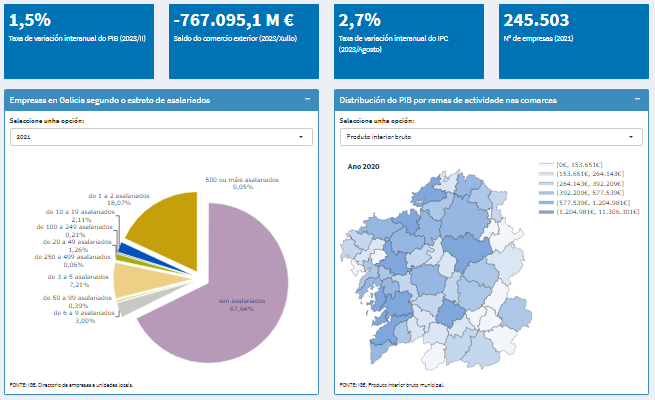 1,5%
Taxa de variación interanual do PIB (2023/II)
-767.095,1 M €
Saldo do comercio exterior (2023/Xullo)
2,7%
Taxa de variación interanual do IPC
(2023/Agosto)
245.503
Nº de empresas (2021)
Empresas en Galicia segundo o estrato de asalariados
−
Seleccione unha opción:
2021
500 ou máis asalariados
0,05%
de 1 a 2 asalariados
18,07%
de 10 a 19 asalariados
2,11%
de 100 a 249 asalariados
0,21%
de 20 a 49 asalariados
1,26%
de 250 a 499 asalariados
0,06%
de 3 a 5 asalariados
7,21%
de 50 a 99 asalariados
0,39%
de 6 a 9 asalariados
3,00%
sen asalariados
67,64%
FONTE: IGE. Directorio de empresas e unidades locais.
Distribución do PIB por ramas de actividade nas comarcas
−
Seleccione unha opción:
Produto interior bruto
Ano 2020
[0€, 153.651€]
(153.651, 264.143€]
(264.143, 392.209€]
(392.209, 577.539€]
(577.539, 1.204.981€]
(1.204.981, 11.306.301€]
FONTE: IGE. Produto interior bruto municipal.